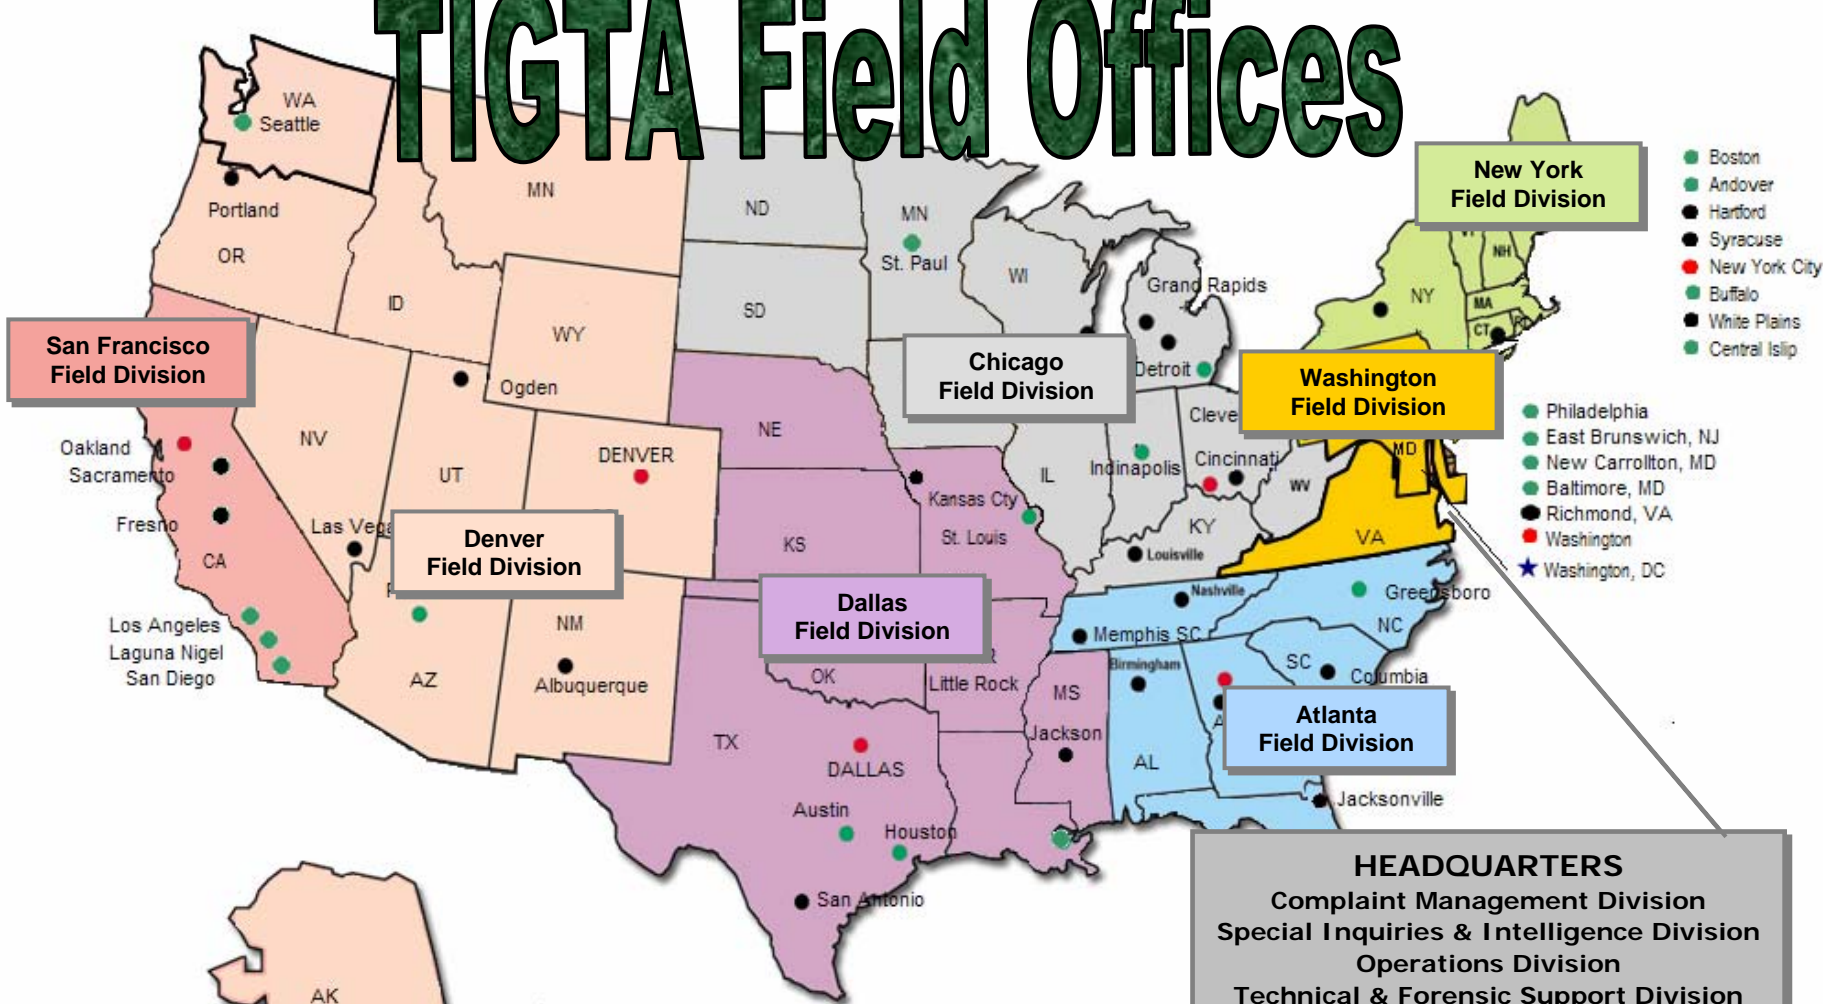 TIGTA Field Offices
WA
Seattle
Portland
OR
MN
ID
WY
Ogden
NV
UT
DENVER
ND
SD
MN
St. Paul
WI
Grand Rapids
Detroit
New York
Field Division
NH
NY
MA
CT
RI
Boston
Andover
Hartford
Syracuse
New York City
Buffalo
White Plains
Central Islip
San Francisco
Field Division
Chicago
Field Division
Washington
Field Division
Philadelphia
East Brunswich, NJ
New Carrollton, MD
Baltimore, MD
Richmond, VA
Washington
Washington, DC
Oakland
Sacramento
Fresno
CA
Las Vega
Los Angeles
Laguna Nigel
San Diego
Denver
Field Division
AZ
NM
Albuquerque
NE
KS
Kansas Cty
St. Louis
IL
Indinapolis
Cleve
Cincinnati
WV
MD
VA
KY
Louisville
Dallas
Field Division
OK
Little Rock
MS
Jackson
TX
DALLAS
Austin
Houston
San Antonio
Nashville
Memphis SC
Birmingham
AL
Greensboro
NC
SC
Columbia
Atlanta
Field Division
Jacksonville
AK
HEADQUARTERS
Complaint Management Division
Special Inquiries & Intelligence Division
Operations Division
Technical & Forensic Support Division